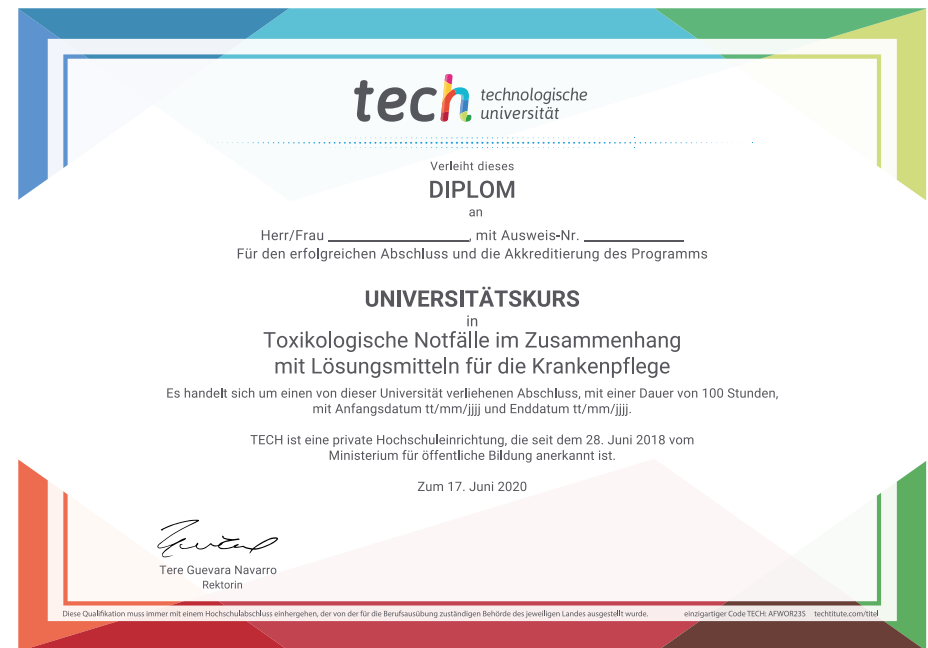 tech technologische
universität
Verleiht dieses
DIPLOM
an
Herr/Frau ____________________, mit Ausweis-Nr. ______________
Für den erfolgreichen Abschluss und die Akkreditierung des Programms
UNIVERSITÄTSKURS
in
Toxikologische Notfälle im Zusammenhang
mit Lösungsmitteln für die Krankenpflege
Es handelt sich um einen von dieser Universität verliehenen Abschluss, mit einer Dauer von 100 Stunden,
mit Anfangsdatum tt/mm/jjjj und Enddatum tt/mm/jjjj.
TECH ist eine private Hochschuleinrichtung, die seit dem 28. Juni 2018 vom
Ministerium für öffentliche Bildung anerkannt ist.
Zum 17. Juni 2020
Tere Guevara Navarro
Rektorin
Diese Qualifikation muss immer mit einem Hochschulabschluss einhergehen, der von der für die Berufsausübung zuständigen Behörde des jeweiligen Landes ausgestellt wurde. einzigartiger Code TECH: AFWOR23S techtitute.com/titel